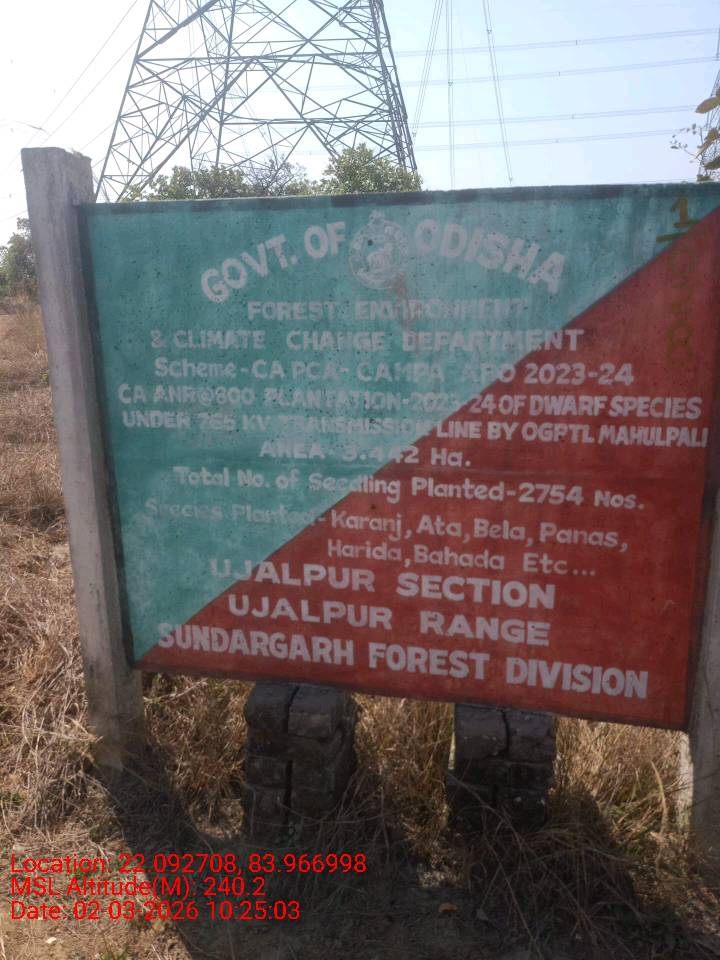 GOVT. OF ODISHA
FOREST ENVIRONMENT
& CLIMATE CHANGE DEPARTMENT
Scheme-CA PCA- CAMPA APO 2023-24
CA ANR@800 PLANTATION-2023-24 OF DWARF SPECIES
UNDER 765 KV TRANSMISSION LINE BY OGPTL MAHULPALI
AREA- 3.442 Ha.
Total No. of Seedling Planted-2754 Nos.
Species Planted-Karanj, Ata, Bela, Panas,
Harida, Bahada Etc...
UJALPUR SECTION
UJALPUR RANGE
SUNDARGARH FOREST DIVISION
Location: 22.092708, 83.966998
MSL Altitude(M): 240.2
Date: 02-03-2026 10:25:03